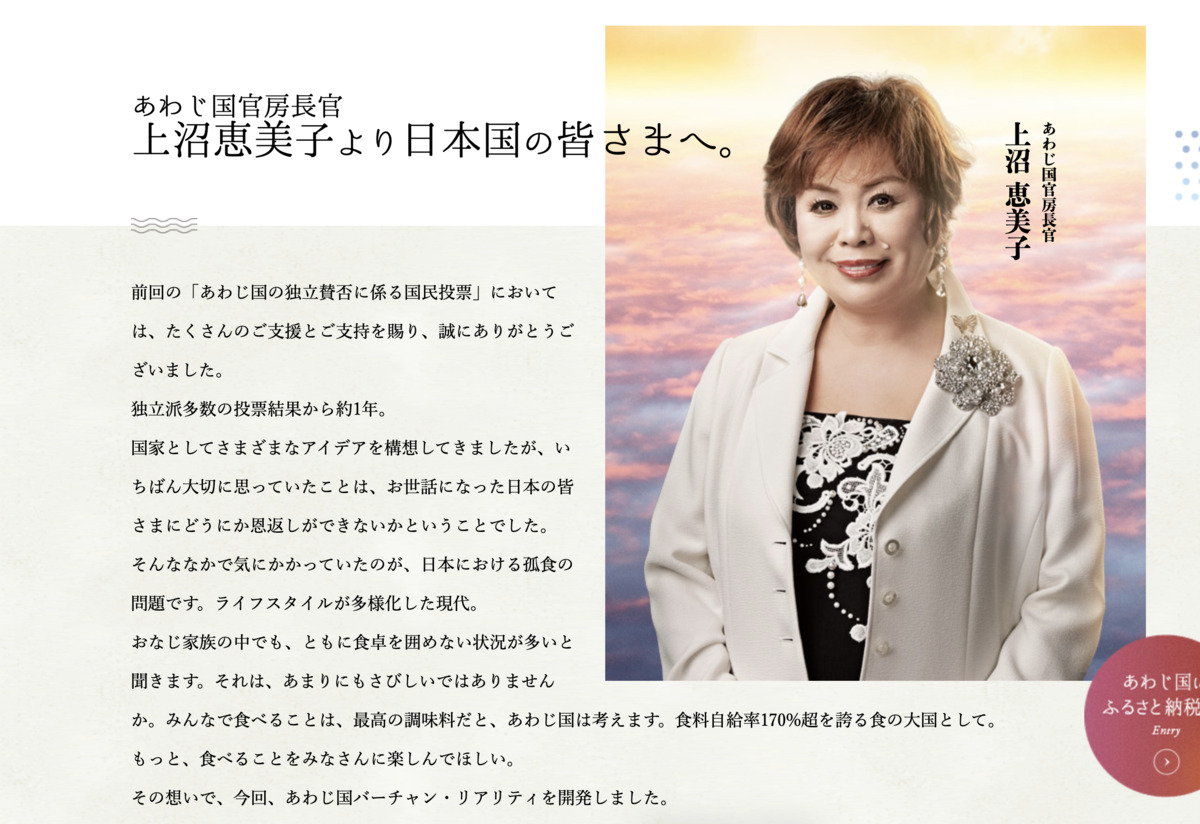 あわじ国官房長官
上沼恵美子より日本国の皆さまへ。
あわじ国官房長官
上沼 恵美子
前回の「あわじ国の独立賛否に係る国民投票」において
は、たくさんのご支援とご支持を賜り、誠にありがとうご
ざいました。
独立派多数の投票結果から約1年。
国家としてさまざまなアイデアを構想してきましたが、い
ちばん大切に思っていたことは、お世話になった日本の皆
さまにどうにか恩返しができないかということでした。
そんななかで気にかかっていたのが、日本における孤食の
問題です。ライフスタイルが多様化した現代。
おなじ家族の中でも、ともに食卓を囲めない状況が多いと
聞きます。それは、あまりにもさびしいではありません
か。みんなで食べることは、最高の調味料だと、あわじ国は考えます。食料自給率170%超を誇る食の大国として。
もっと、食べることをみなさんに楽しんでほしい。
その想いで、今回、あわじ国バーチャン・リアリティを開発しました。
あわじ国に
ふるさと納税
Entry